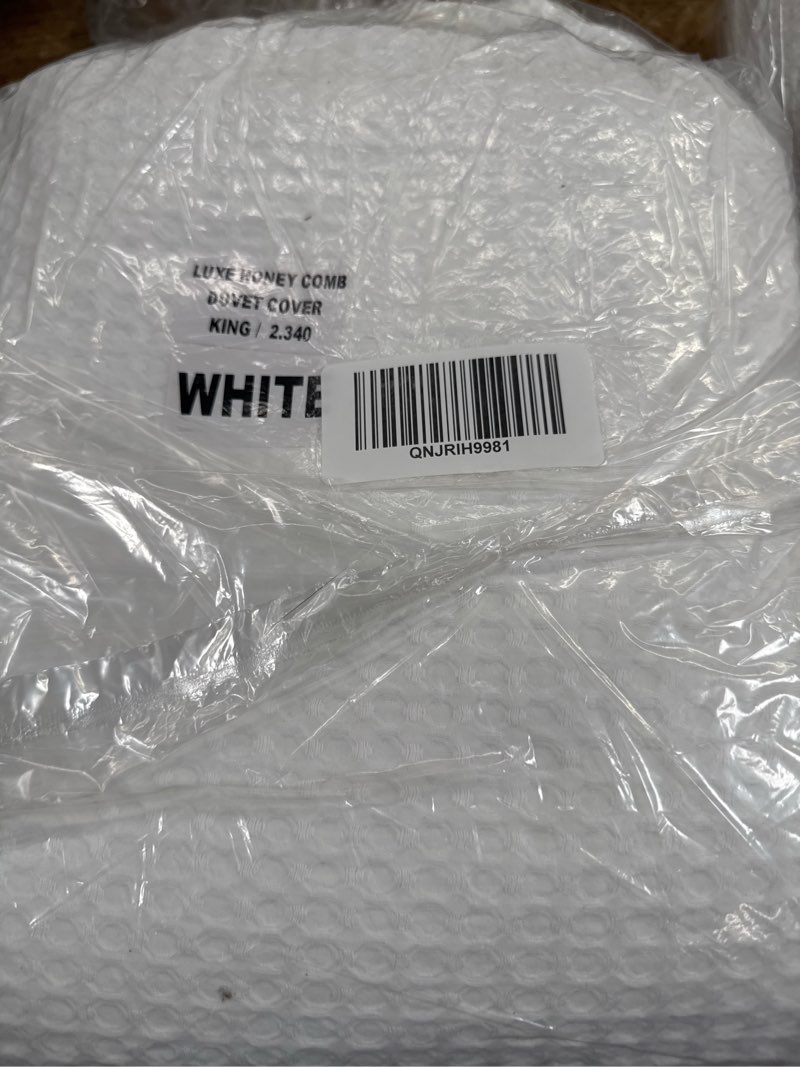 LUXE HONEY COMB
DUVET COVER
KING / 2.340
WHITE
QNJRIH9981